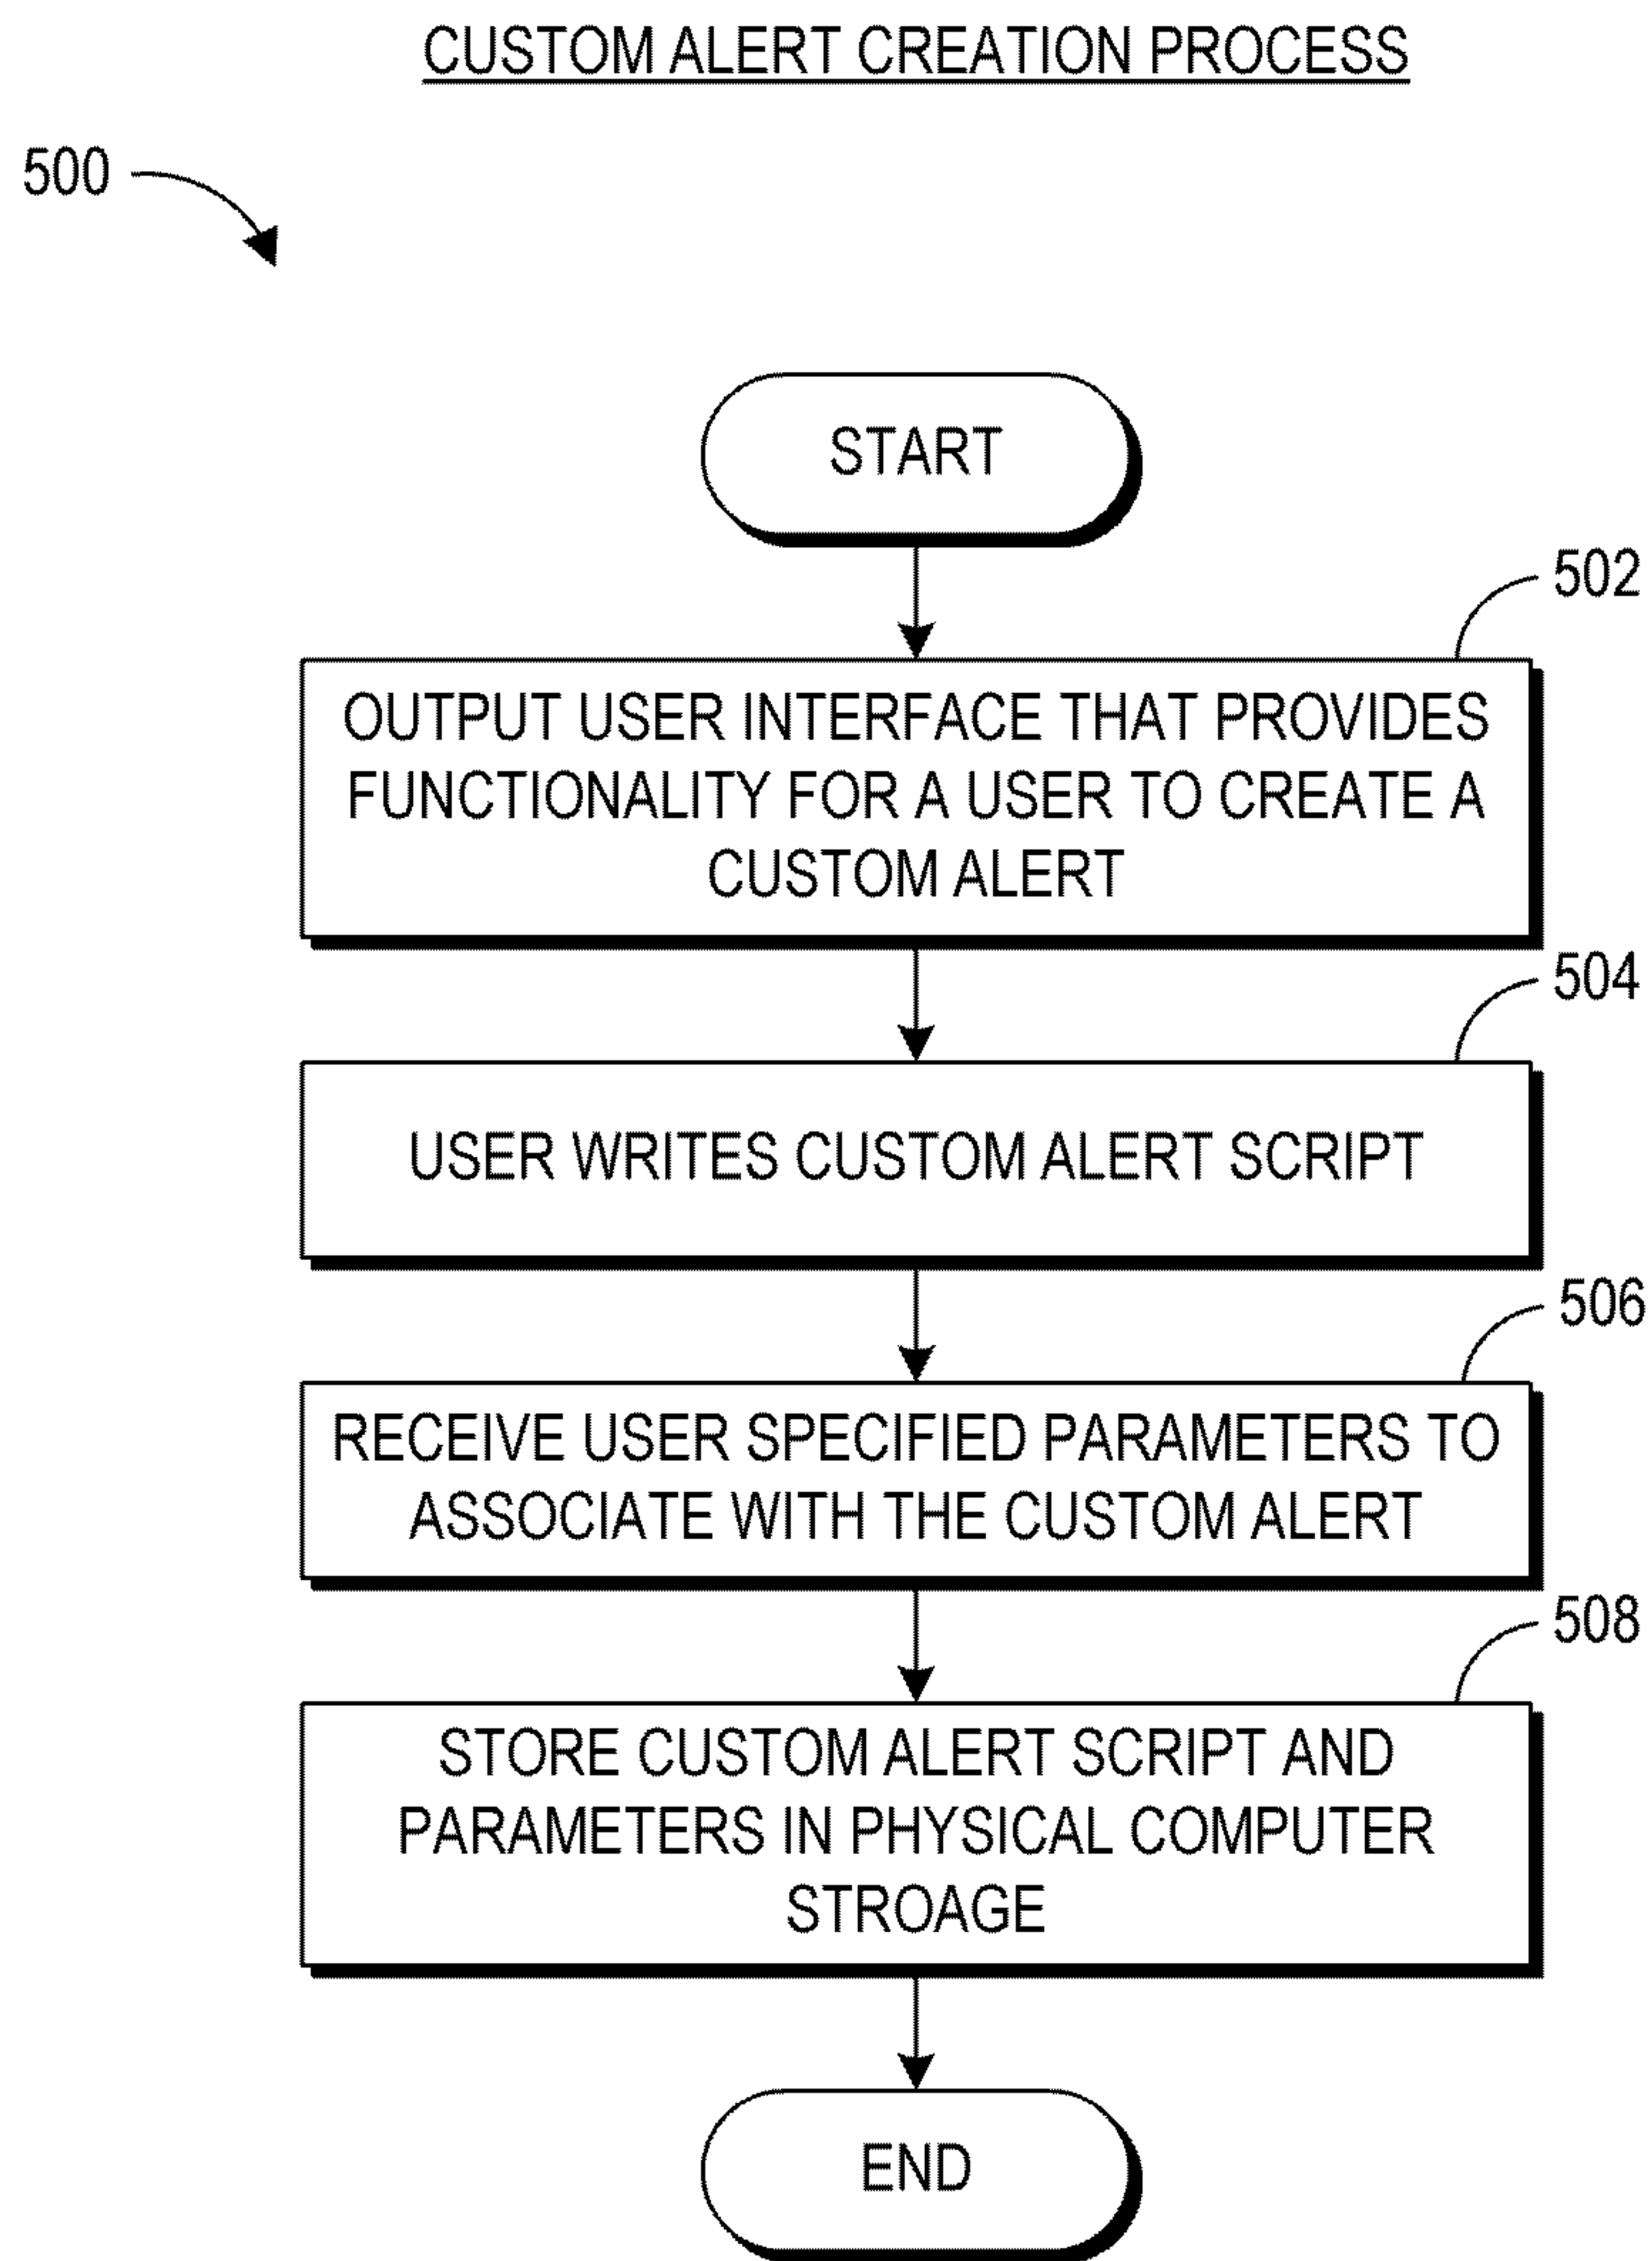 CUSTOM ALERT CREATION PROCESS
500
START
502
OUTPUT USER INTERFACE THAT PROVIDES
FUNCTIONALITY FOR A USER TO CREATE A
CUSTOM ALERT
504
USER WRITES CUSTOM ALERT SCRIPT
506
RECEIVE USER SPECIFIED PARAMETERS TO
ASSOCIATE WITH THE CUSTOM ALERT
508
STORE CUSTOM ALERT SCRIPT AND
PARAMETERS IN PHYSICAL COMPUTER
STROAGE
END